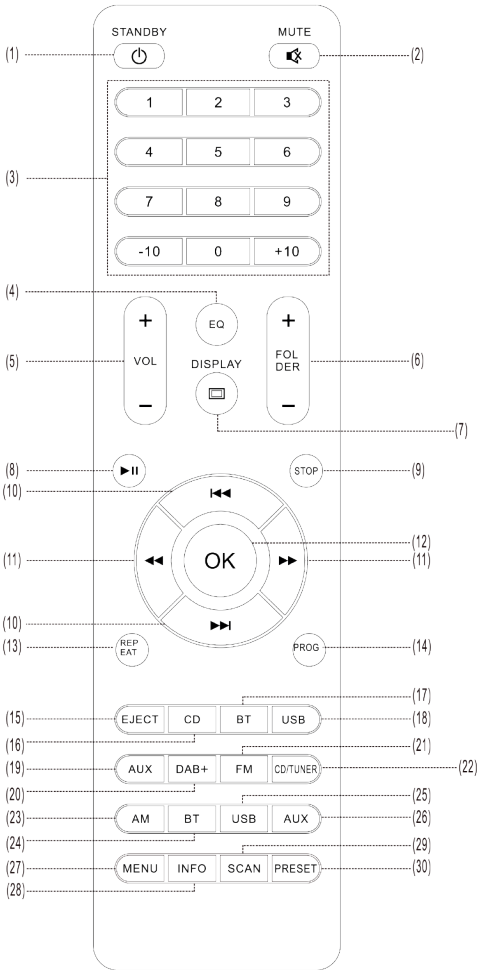 STANDBY MUTE
(1) (2)
1 2 3
4 5 6
(3)
7 8 9
-10 0 +10
(4)
EQ
+ +
(5) VOL FOL DER (6)
DISPLAY
− −
(7)
(8) STOP (9)
(10)
(12)
(11) OK (11)
(10)
(13) REP EAT PROG (14)
(17)
(15) EJECT CD BT USB (18)
(16) (21)
(19) AUX DAB+ FM CD/TUNER (22)
(20) (25)
(23) AM BT USB AUX (26)
(24) (29)
(27) MENU INFO SCAN PRESET (30)
(28)